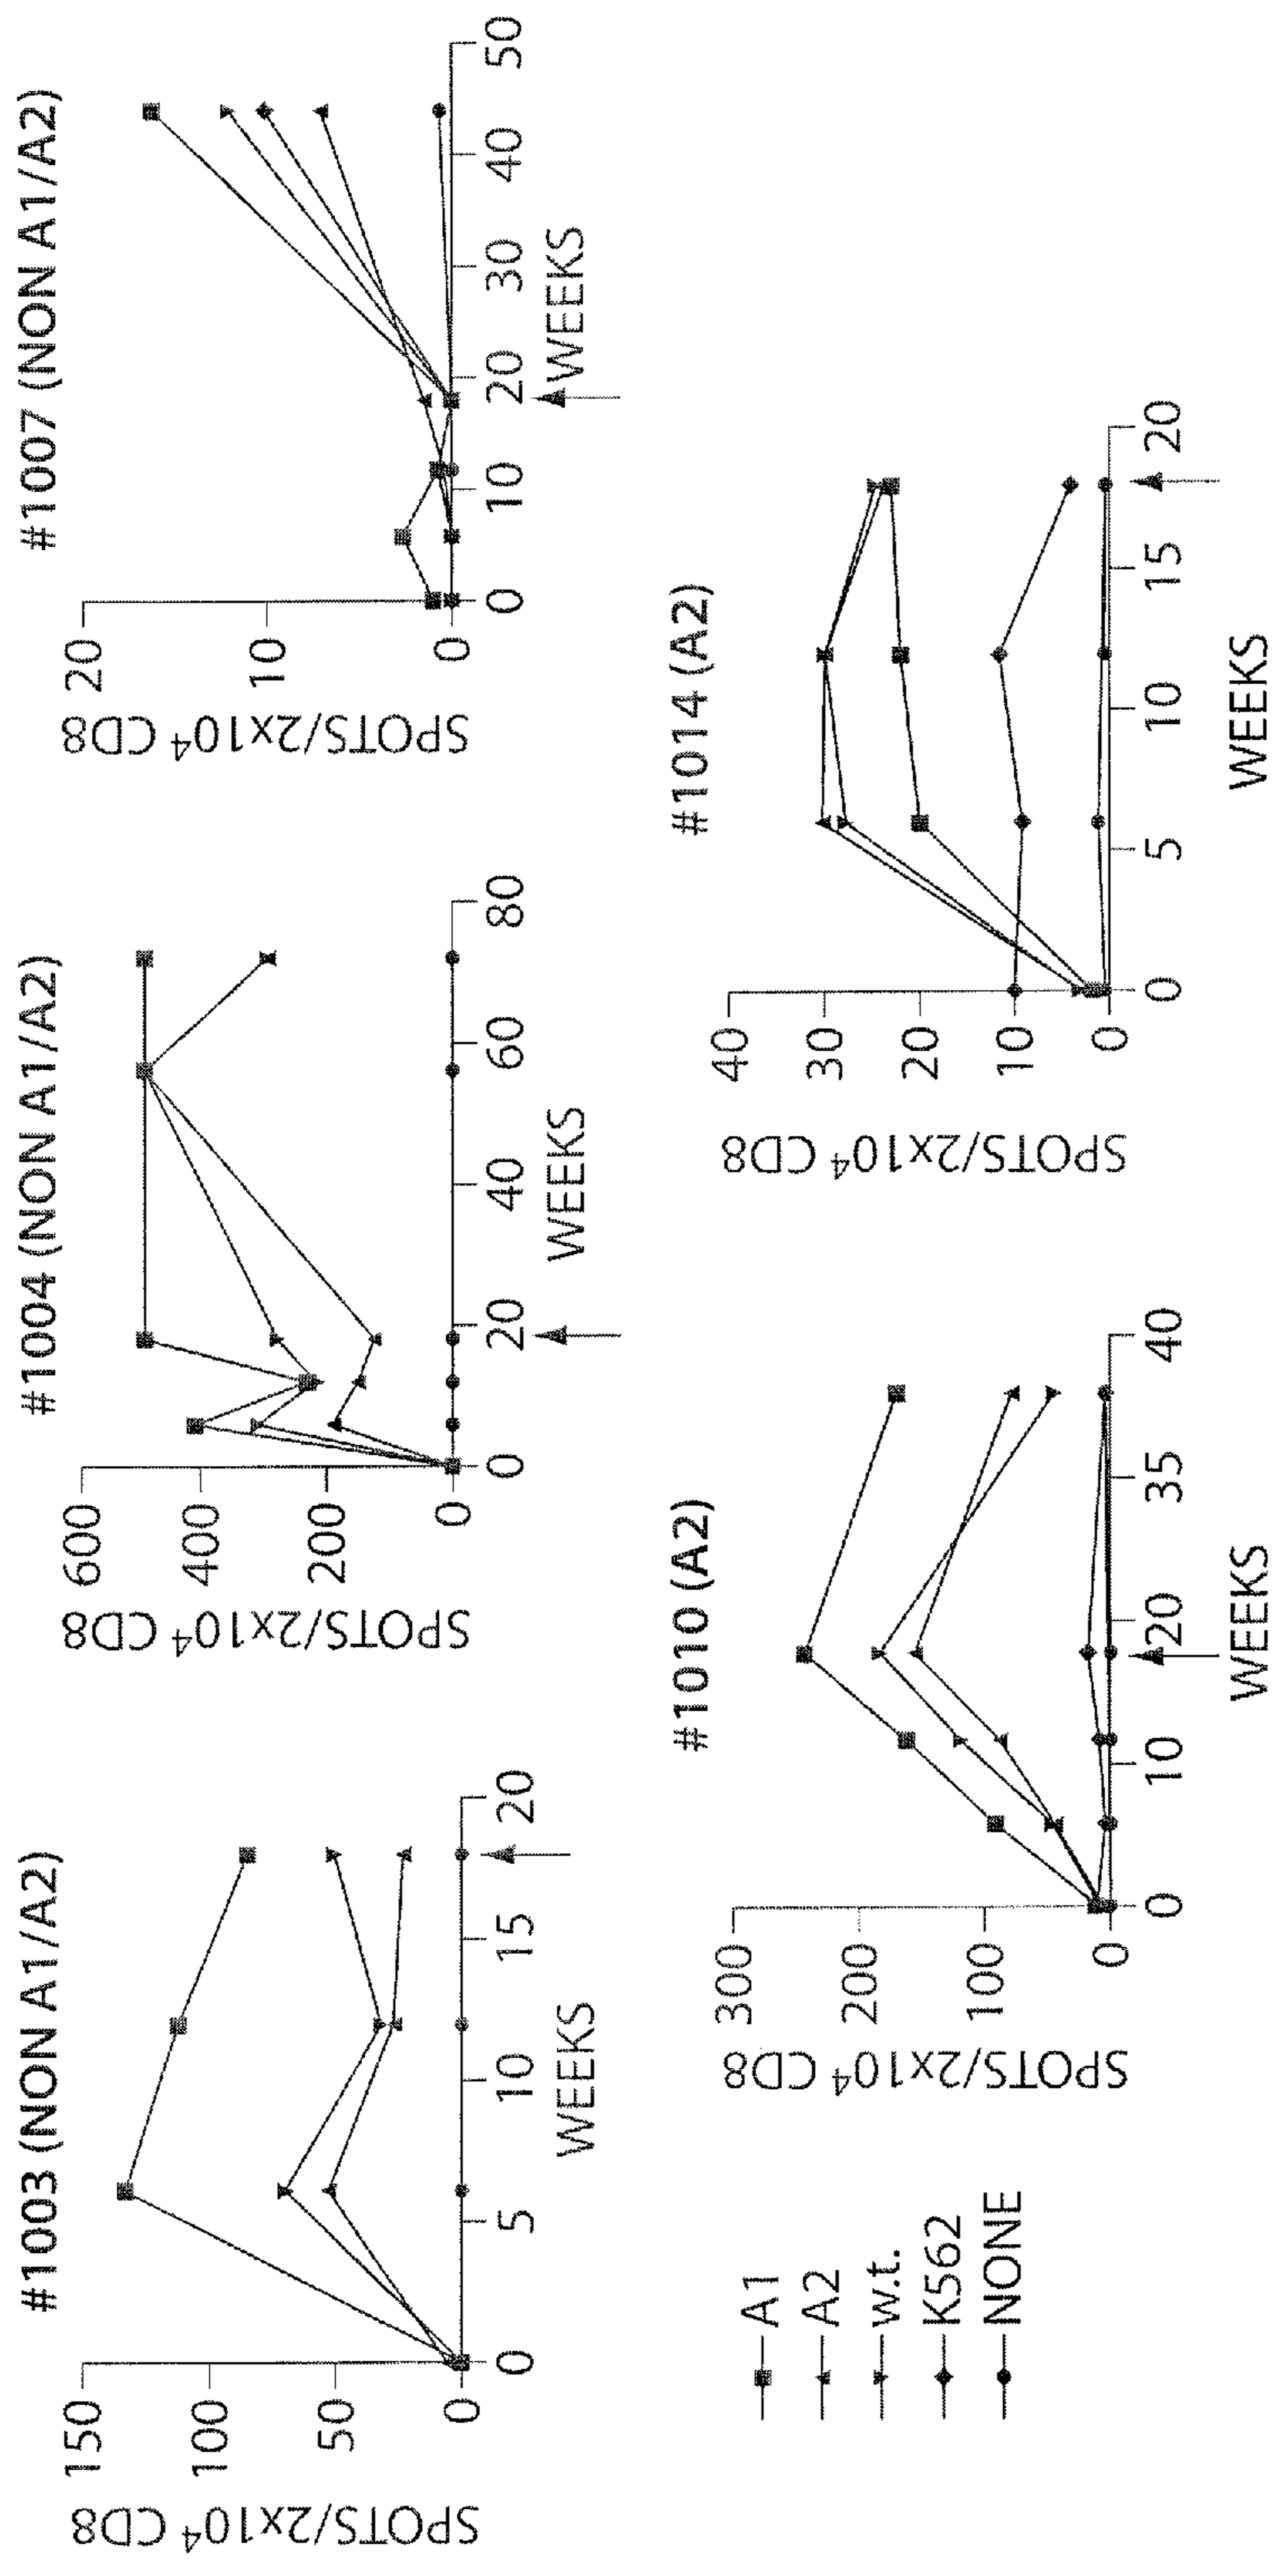 #1003 (NON A1/A2)
SPOTS/2x10⁴ CD8
150
100
50
0
0
5
10
15
20
WEEKS
#1004 (NON A1/A2)
SPOTS/2x10⁴ CD8
600
400
200
0
0
20
40
60
80
WEEKS
#1007 (NON A1/A2)
SPOTS/2x10⁴ CD8
20
10
0
0
10
20
30
40
50
WEEKS
A1
A2
w.t.
K562
NONE
#1010 (A2)
SPOTS/2x10⁴ CD8
300
200
100
0
0
10
20
35
40
WEEKS
#1014 (A2)
SPOTS/2x10⁴ CD8
40
30
20
10
0
0
5
10
15
20
WEEKS